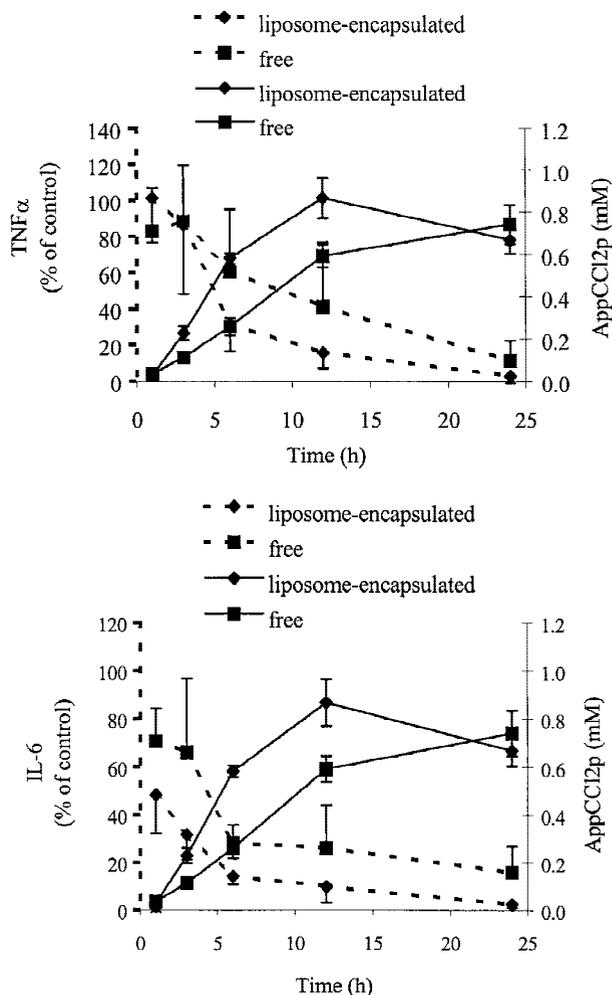 liposome-encapsulated
free
liposome-encapsulated
free
140
120
100
80
60
40
20
0
TNFα
(% of control)
1.2
1.0
0.8
0.6
0.4
0.2
0.0
AppCCl2p (mM)
0 5 10 15 20 25
Time (h)
liposome-encapsulated
free
liposome-encapsulated
free
120
100
80
60
40
20
0
IL-6
(% of control)
1.2
1.0
0.8
0.6
0.4
0.2
0.0
AppCCl2p (mM)
0 5 10 15 20 25
Time (h)